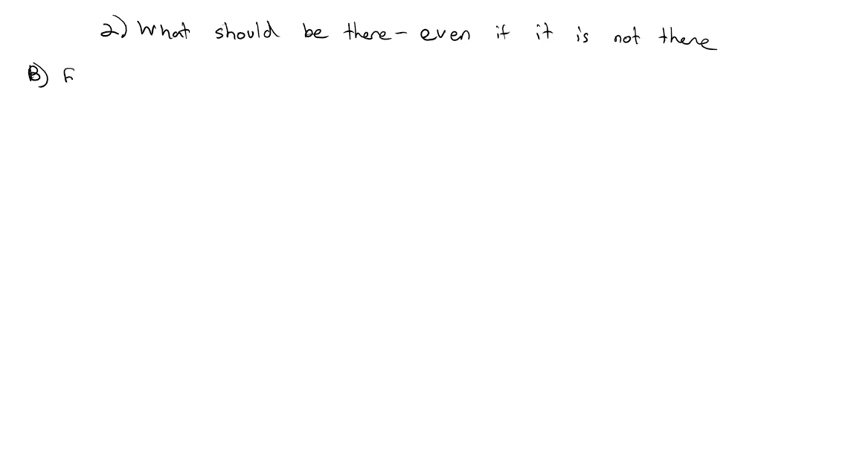 2) What should be there - even if it is not there
B)